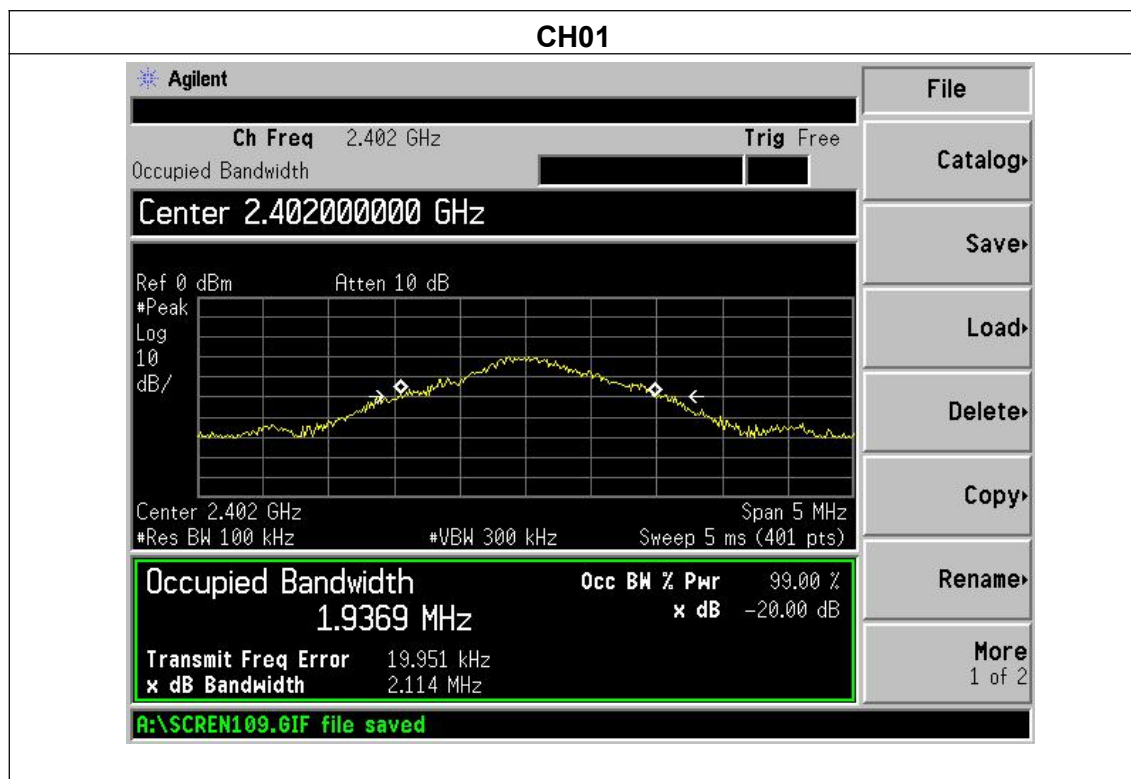 CH01
Agilent
File
Ch Freq 2.402 GHz Trig Free
Occupied Bandwidth
Catalog
Center 2.402000000 GHz
Save
Ref 0 dBm Atten 10 dB
#Peak
Log
10
dB/
Load
Delete
Copy
Center 2.402 GHz Span 5 MHz
#Res BW 100 kHz #VBW 300 kHz Sweep 5 ms (401 pts)
Occupied Bandwidth Occ BW % Pwr 99.00 %
1.9369 MHz x dB -20.00 dB
Rename
Transmit Freq Error 19.951 kHz
x dB Bandwidth 2.114 MHz
More
1 of 2
A:\SCREN109.GIF file saved